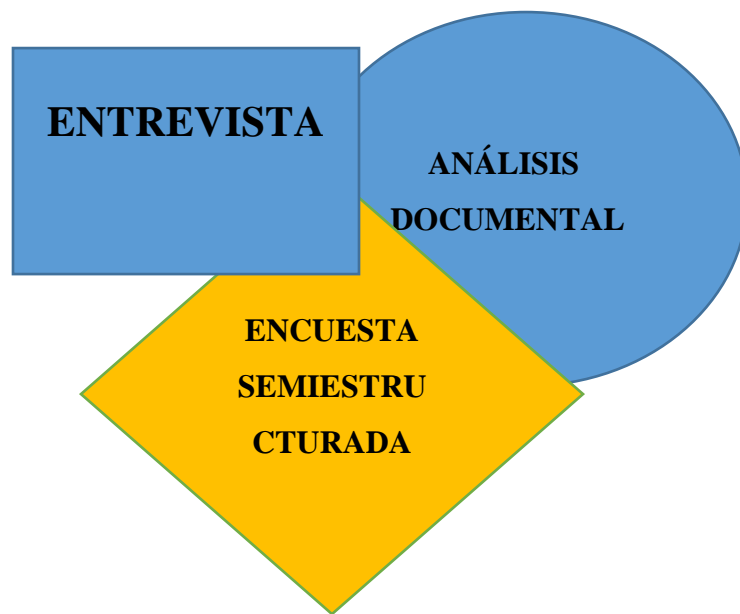 ENTREVISTA
ANÁLISIS
DOCUMENTAL
ENCUESTA
SEMIESTRU
CTURADA